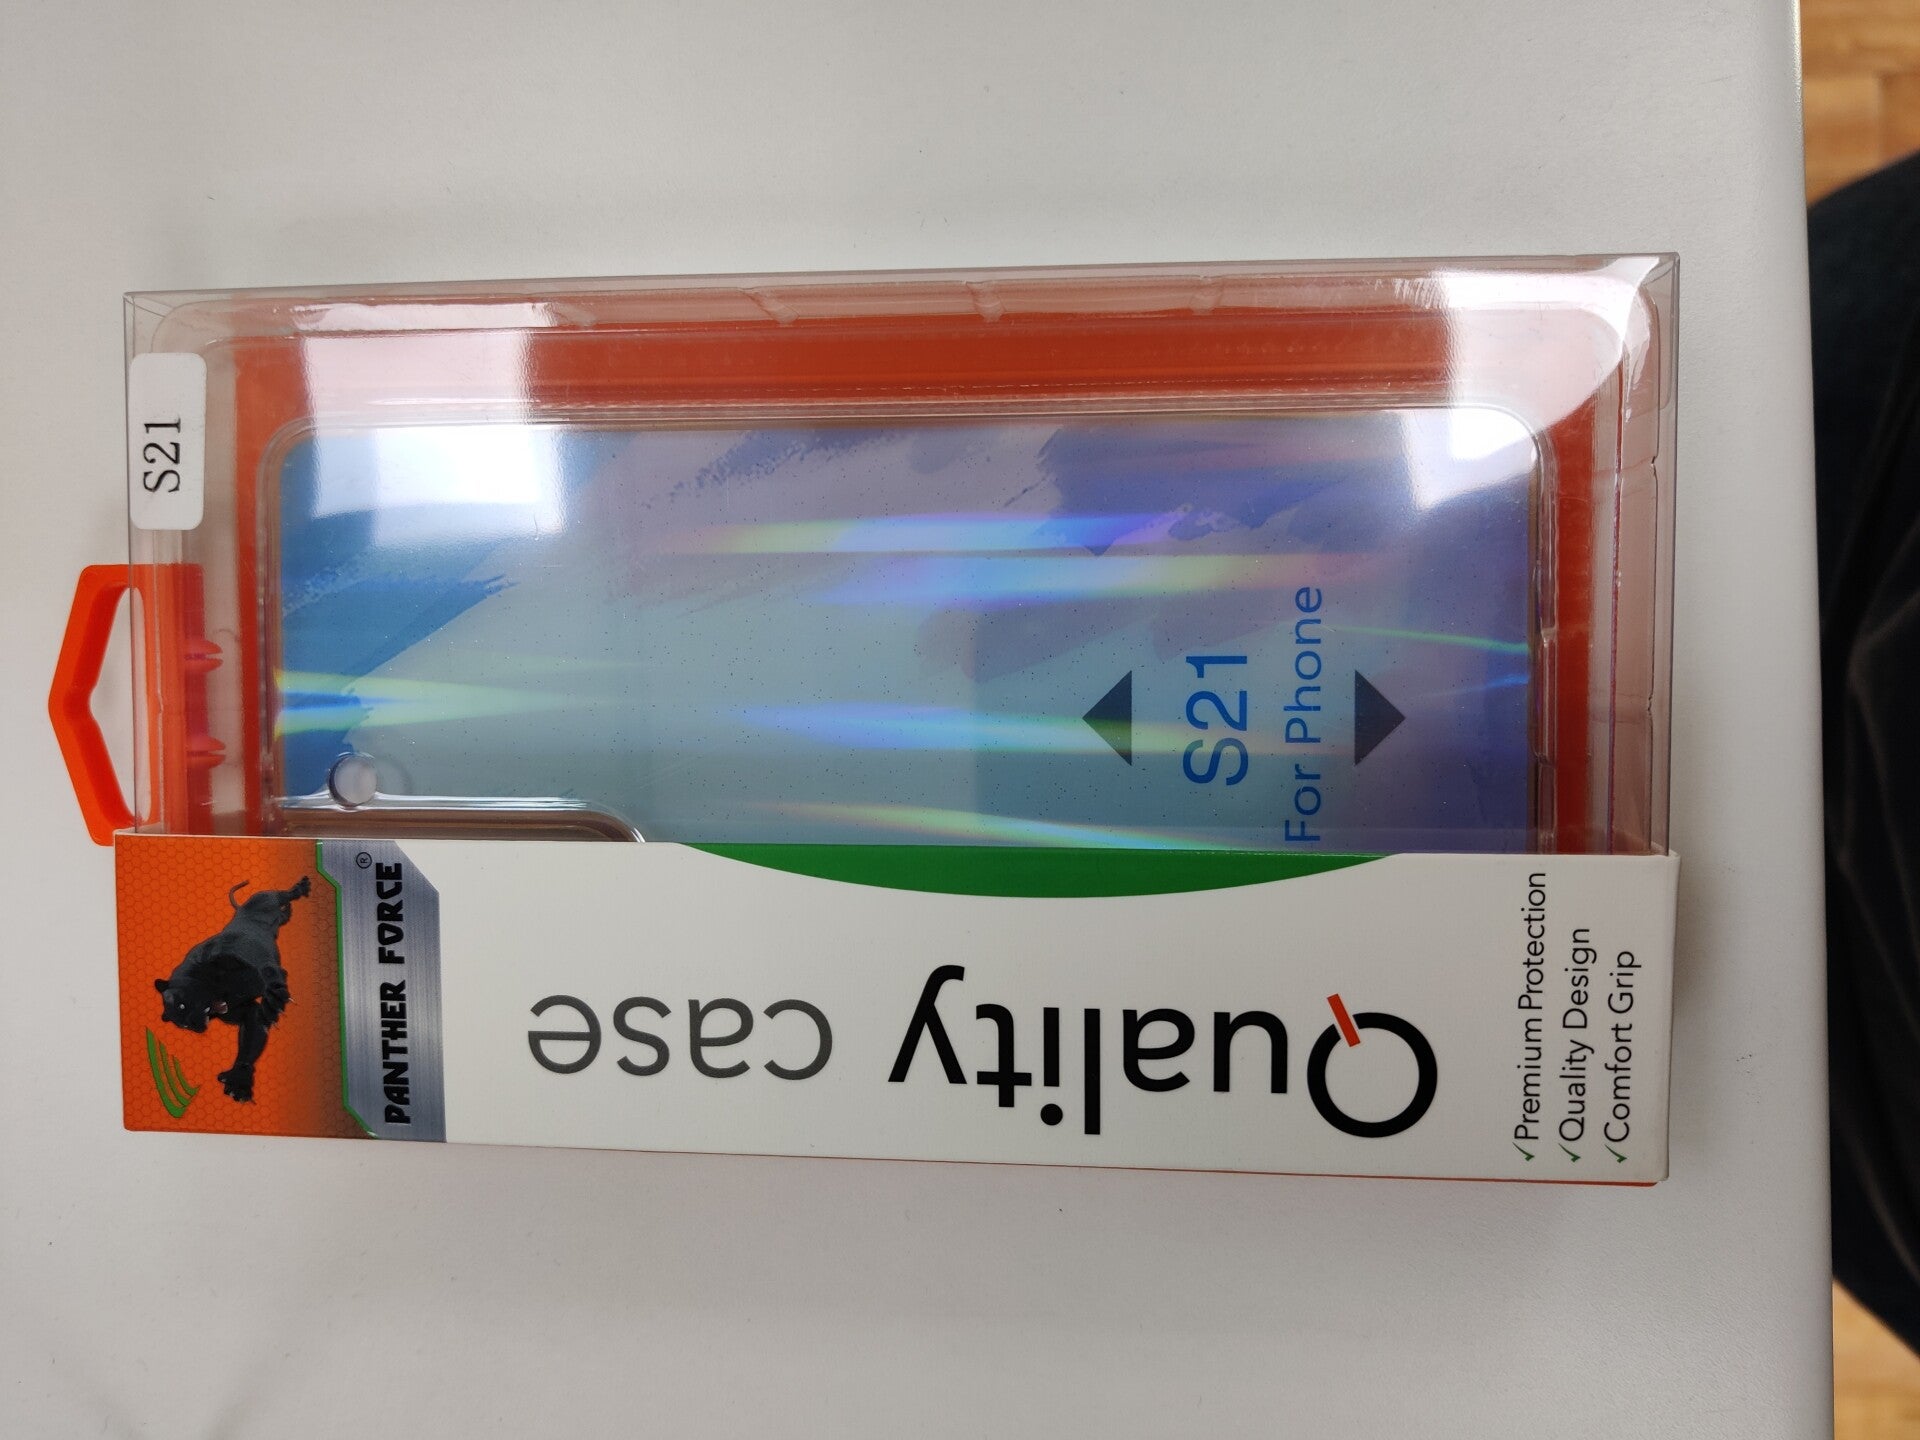 PANTHER FORCE®
S21
Quality case
S21
For Phone
✓Premium Protection
✓Quality Design
✓Comfort Grip